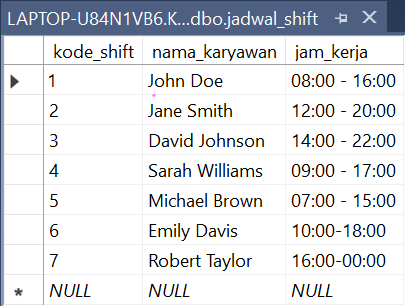 LAPTOP-U84N1VB6.K...dbo.jadwal_shift
kode_shift nama_karyawan jam_kerja
1 John Doe 08:00 - 16:00
2 Jane Smith 12:00 - 20:00
3 David Johnson 14:00 - 22:00
4 Sarah Williams 09:00 - 17:00
5 Michael Brown 07:00 - 15:00
6 Emily Davis 10:00-18:00
7 Robert Taylor 16:00-00:00
NULL NULL NULL